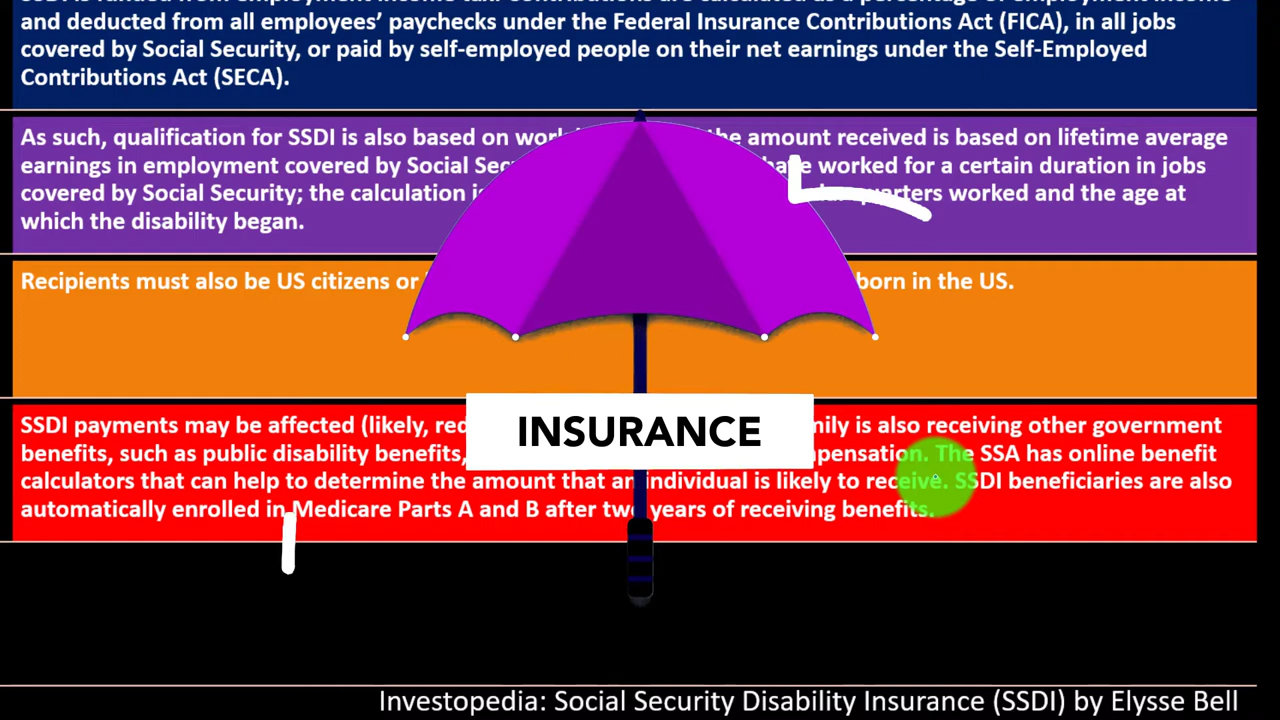 and deducted from all employees’ paychecks under the Federal Insurance Contributions Act (FICA), in all jobs
covered by Social Security, or paid by self-employed people on their net earnings under the Self-Employed
Contributions Act (SECA).
As such, qualification for SSDI is also based on the amount received is based on lifetime average
earnings in employment covered by Social worked for a certain duration in jobs
covered by Social Security; the calculation worked and the age at
which the disability began.
Recipients must also be US citizens or born in the US.
SSDI payments may be affected (likely, is also receiving other government
benefits, such as public disability benefits, The SSA has online benefit
calculators that can help to determine the amount that an individual is likely to receive. SSDI beneficiaries are also
automatically enrolled in Medicare Parts A and B after two years of receiving benefits.
INSURANCE
Investopedia: Social Security Disability Insurance (SSDI) by Elysse Bell